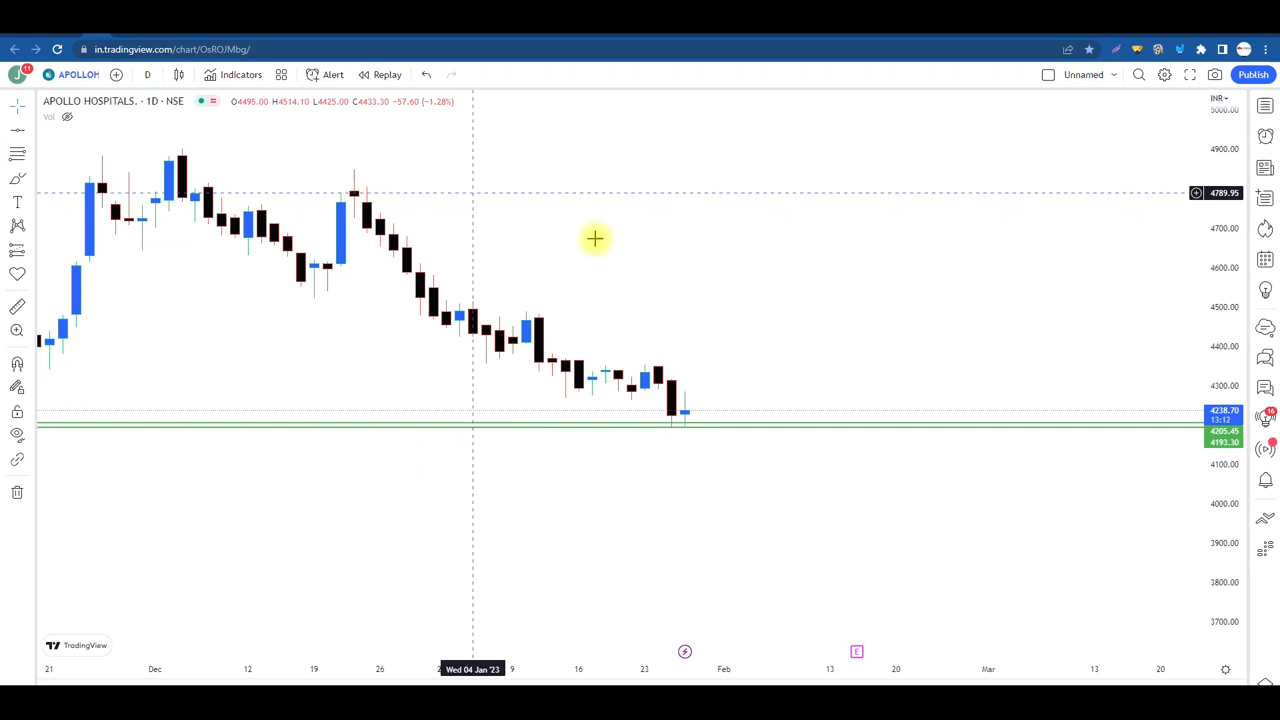 in.tradingview.com/chart/OsROJMbg/
J 11 APOLLOH D Indicators Alert Replay Unnamed Publish
APOLLO HOSPITALS. · 1D · NSE O4495.00 H4514.10 L4425.00 C4433.30 -57.60 (-1.28%)
INR
Vol
5000.00
4900.00
4789.95
4700.00
4600.00
4500.00
4400.00
4300.00
4238.70
13:12
16
4205.45
4193.30
4100.00
4000.00
3900.00
3800.00
3700.00
TradingView
E
21 Dec 12 19 26 Wed 04 Jan '23 9 16 23 Feb 13 20 Mar 13 20